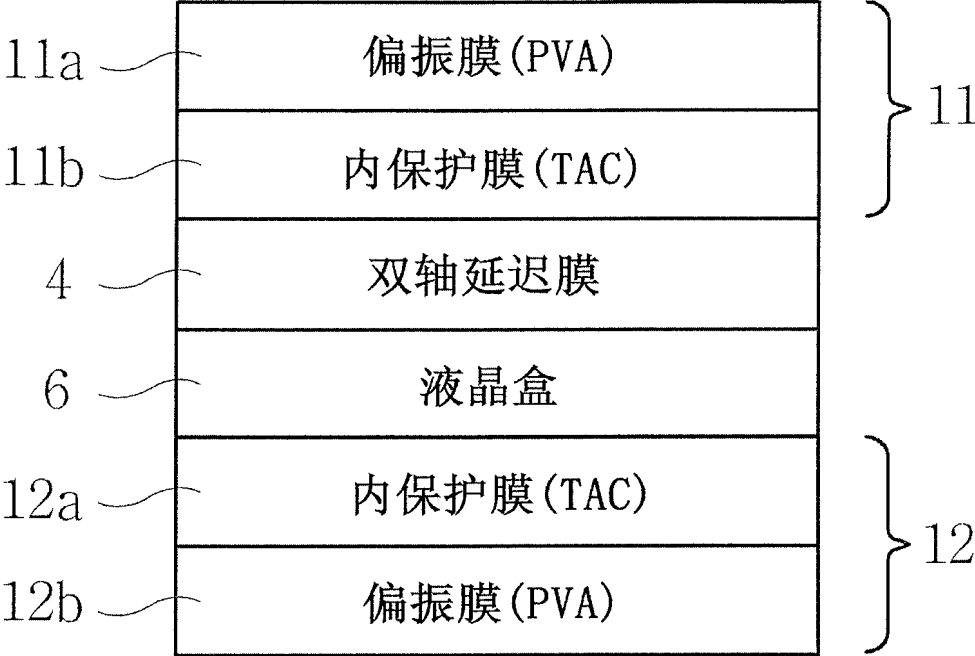 11a 偏振膜(PVA)
11b 内保护膜(TAC) 11
4 双轴延迟膜
6 液晶盒
12a 内保护膜(TAC)
12b 偏振膜(PVA) 12